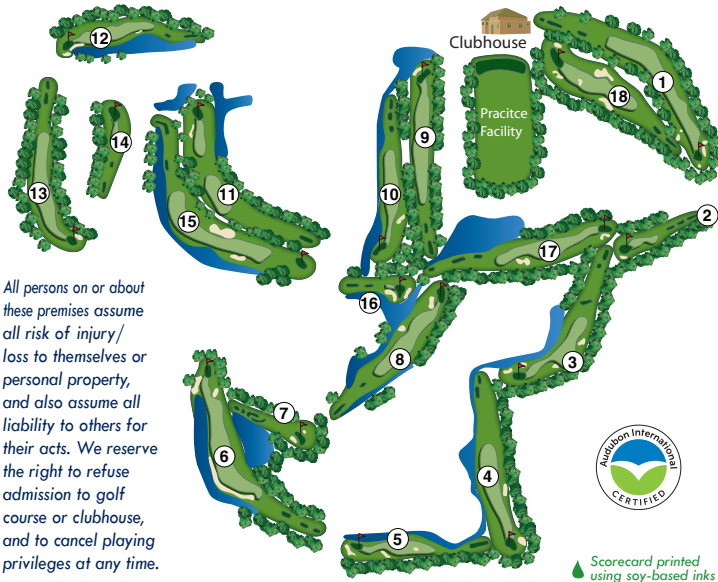 12
Clubhouse
1
18
Pracitce
Facility
9
14
13
10
11
15
2
17
16
8
3
7
6
4
5
All persons on or about
these premises assume
all risk of injury/
loss to themselves or
personal property,
and also assume all
liability to others for
their acts. We reserve
the right to refuse
admission to golf
course or clubhouse,
and to cancel playing
privileges at any time.
Audubon International
CERTIFIED
Scorecard printed
using soy-based inks